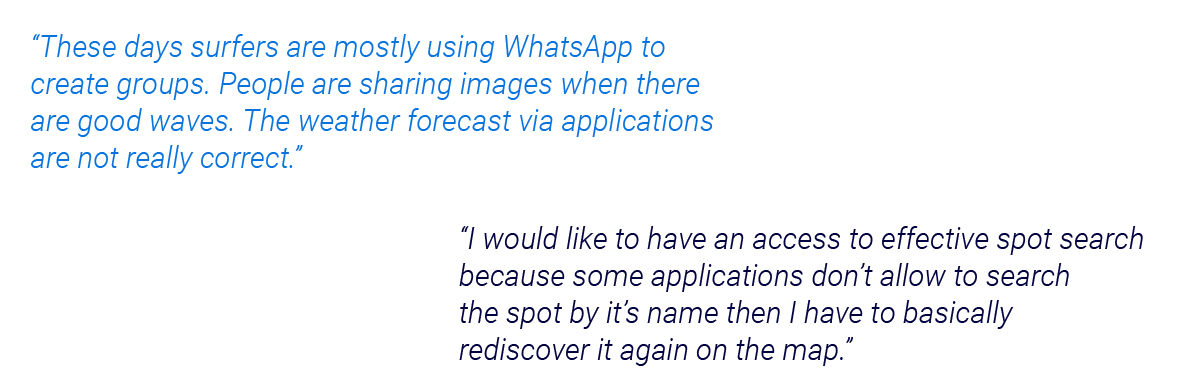 “These days surfers are mostly using WhatsApp to
create groups. People are sharing images when there
are good waves. The weather forecast via applications
are not really correct.”
“I would like to have an access to effective spot search
because some applications don’t allow to search
the spot by it’s name then I have to basically
rediscover it again on the map.”